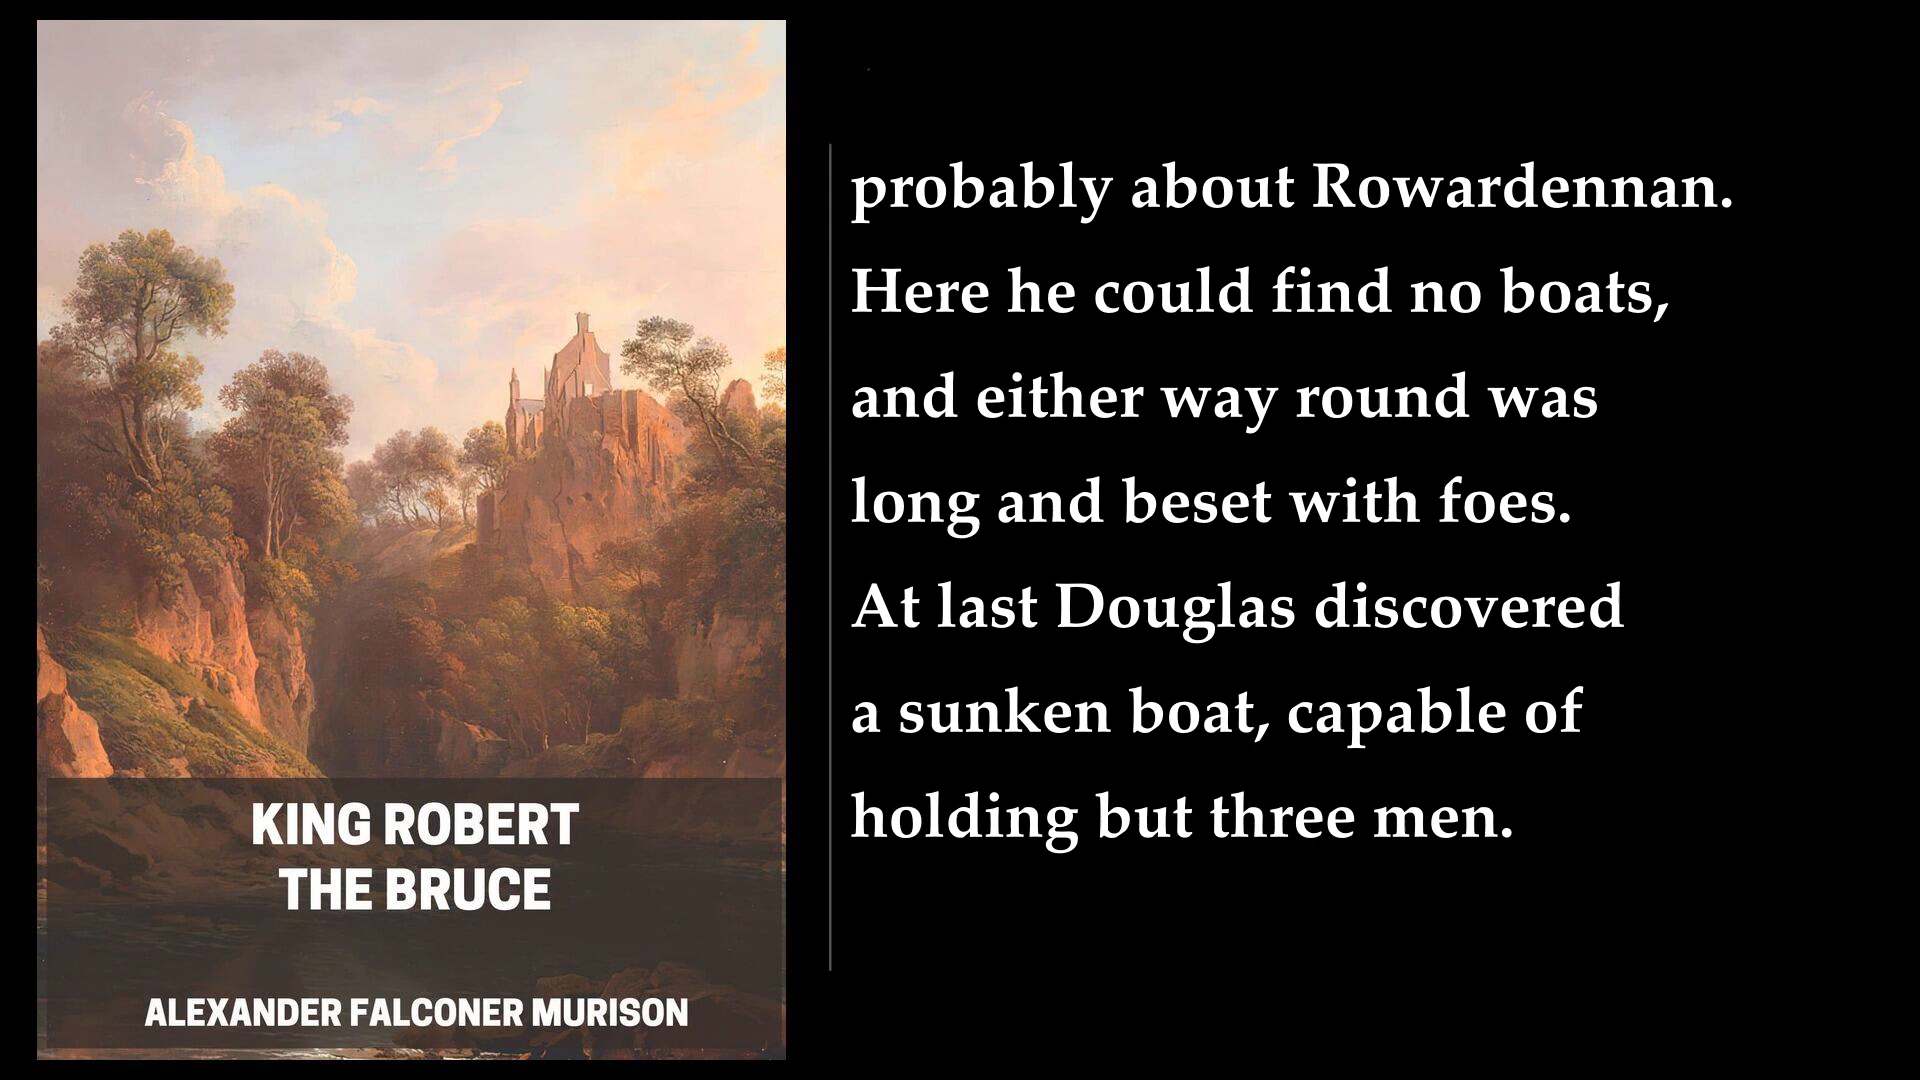 KING ROBERT
THE BRUCE
ALEXANDER FALCONER MURISON
probably about Rowardennan.
Here he could find no boats,
and either way round was
long and beset with foes.
At last Douglas discovered
a sunken boat, capable of
holding but three men.